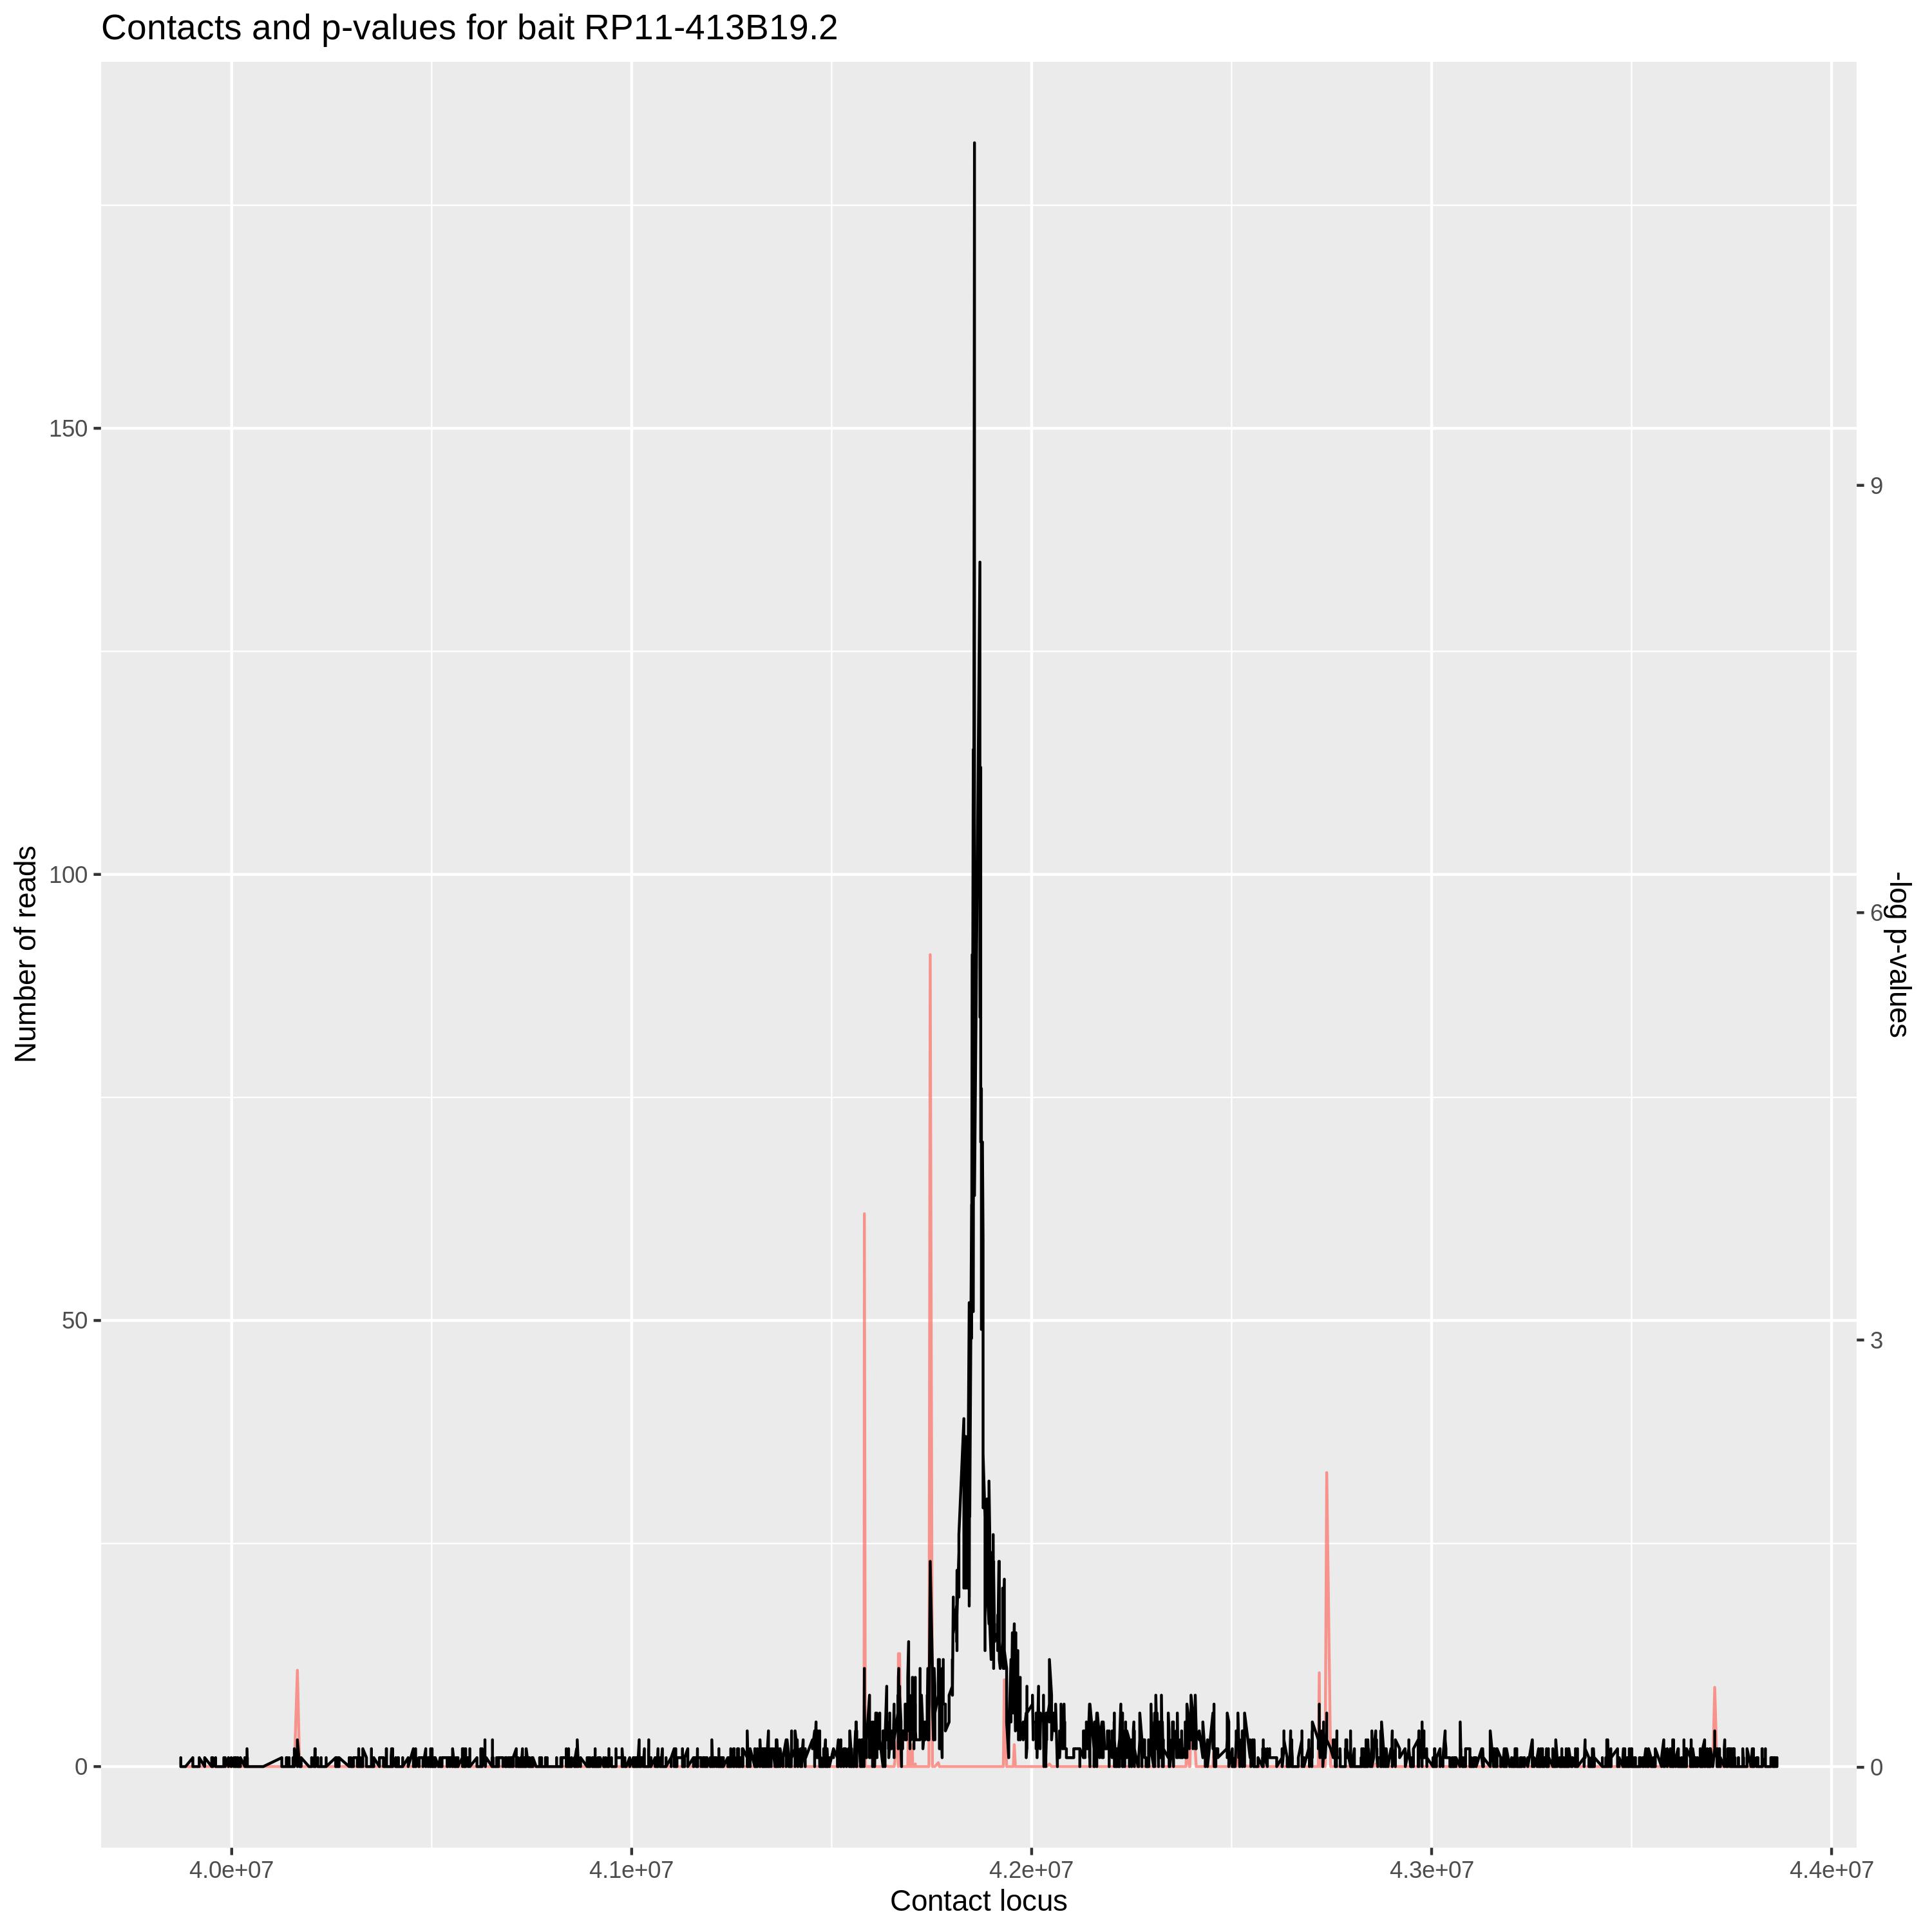 Contacts and p-values for bait RP11-413B19.2
150
100
50
0
Number of reads
9
6
3
0
-log p-values
4.0e+07
4.1e+07
4.2e+07
4.3e+07
4.4e+07
Contact locus